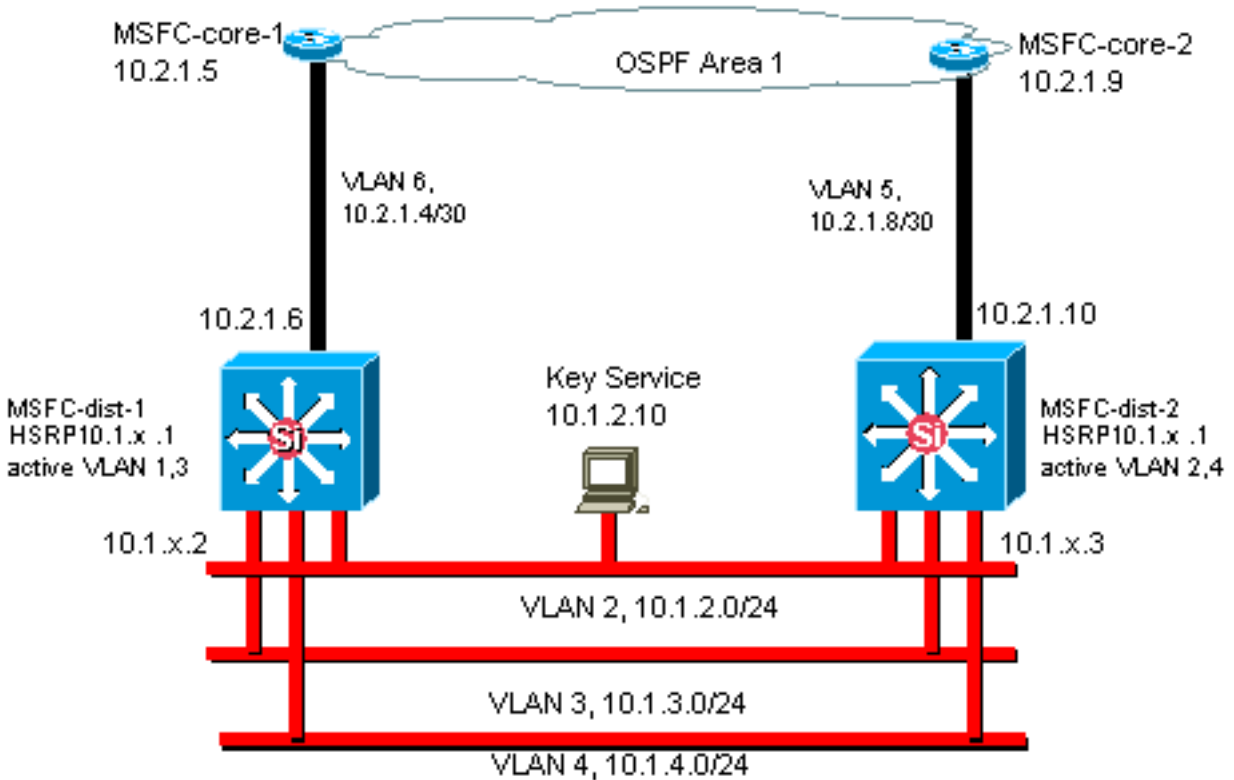 MSFC-core-1
10.2.1.5
OSPF Area 1
MSFC-core-2
10.2.1.9
VLAN 6,
10.2.1.4/30
VLAN 5,
10.2.1.8/30
10.2.1.6
10.2.1.10
Key Service
10.1.2.10
MSFC-dist-1
HSRP10.1.x .1
active VLAN 1,3
Si
Si
MSFC-dist-2
HSRP10.1.x .1
active VLAN 2,4
10.1.x.2
10.1.x.3
VLAN 2, 10.1.2.0/24
VLAN 3, 10.1.3.0/24
VLAN 4, 10.1.4.0/24